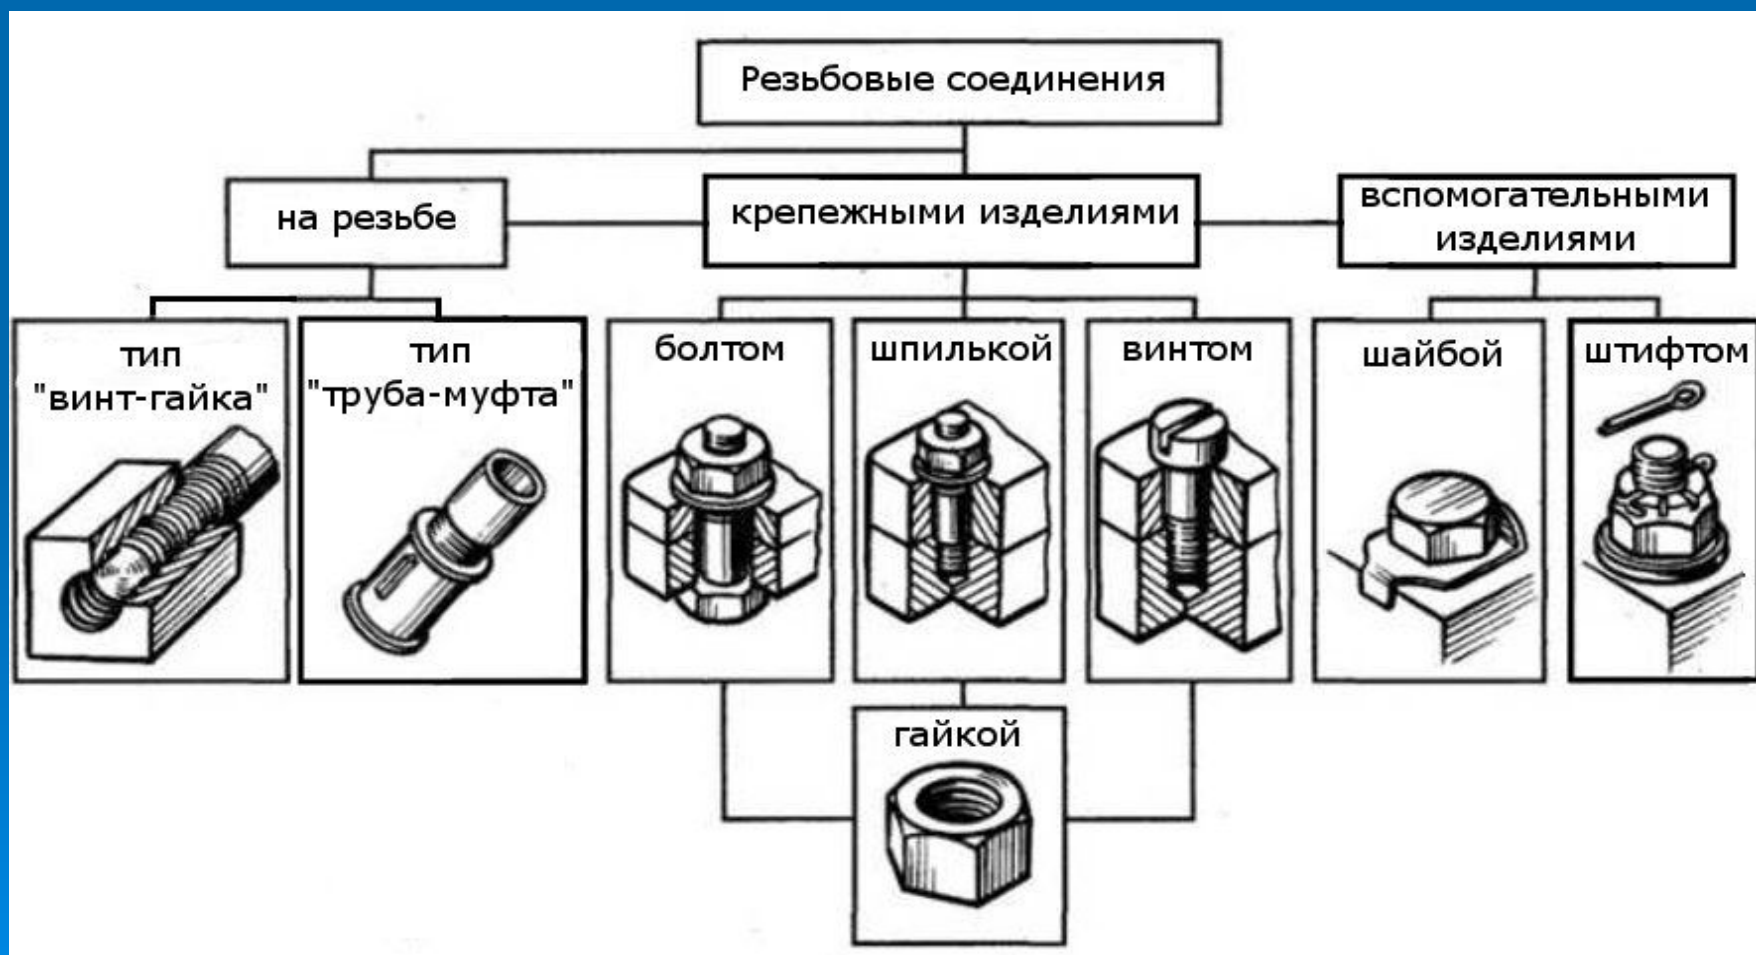 Резьбовые соединения
на резьбе
крепежными изделиями
вспомогательными
изделиями
тип
"винт-гайка"
тип
"труба-муфта"
болтом
шпилькой
винтом
шайбой
штифтом
гайкой